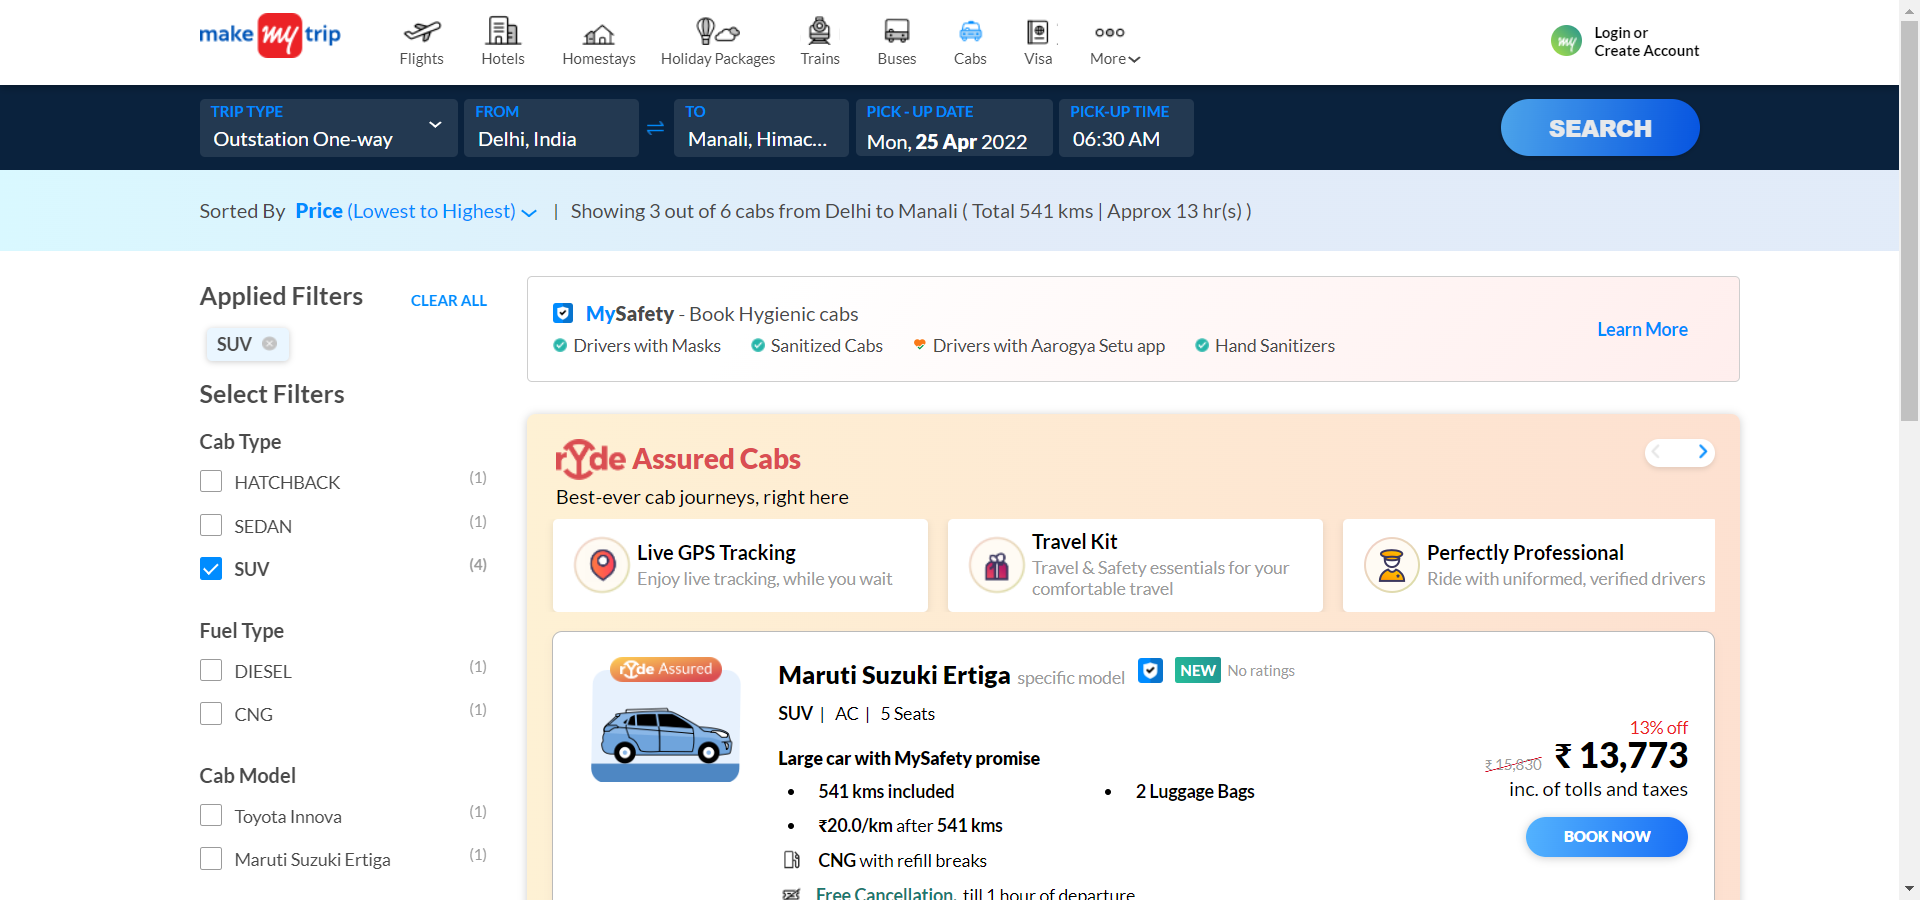 make my trip
Flights
Hotels
Homestays
Holiday Packages
Trains
Buses
Cabs
Visa
More
my
Login or
Create Account
TRIP TYPE
Outstation One-way
FROM
Delhi, India
TO
Manali, Himac...
PICK - UP DATE
Mon, 25 Apr 2022
PICK-UP TIME
06:30 AM
SEARCH
Sorted By Price (Lowest to Highest) | Showing 3 out of 6 cabs from Delhi to Manali ( Total 541 kms | Approx 13 hr(s) )
Applied Filters
CLEAR ALL
SUV
Select Filters
Cab Type
HATCHBACK (1)
SEDAN (1)
SUV (4)
Fuel Type
DIESEL (1)
CNG (1)
Cab Model
Toyota Innova (1)
Maruti Suzuki Ertiga (1)
MySafety - Book Hygienic cabs
Drivers with Masks
Sanitized Cabs
Drivers with Aarogya Setu app
Hand Sanitizers
Learn More
rYde Assured Cabs
Best-ever cab journeys, right here
Live GPS Tracking
Enjoy live tracking, while you wait
Travel Kit
Travel & Safety essentials for your
comfortable travel
Perfectly Professional
Ride with uniformed, verified drivers
rYde Assured
Maruti Suzuki Ertiga specific model NEW No ratings
SUV | AC | 5 Seats
Large car with MySafety promise
• 541 kms included
• 2 Luggage Bags
• ₹20.0/km after 541 kms
CNG with refill breaks
Free Cancellation, till 1 hour of departure
13% off
₹15,830 ₹ 13,773
inc. of tolls and taxes
BOOK NOW